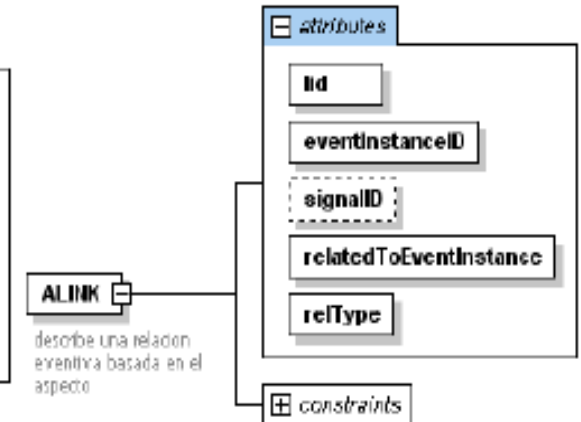 attributes
lid
eventInstanceID
signalID
relatedToEventInstance
relType
ALINK
describe una relacion
eventiva basada en el
aspecto
constraints